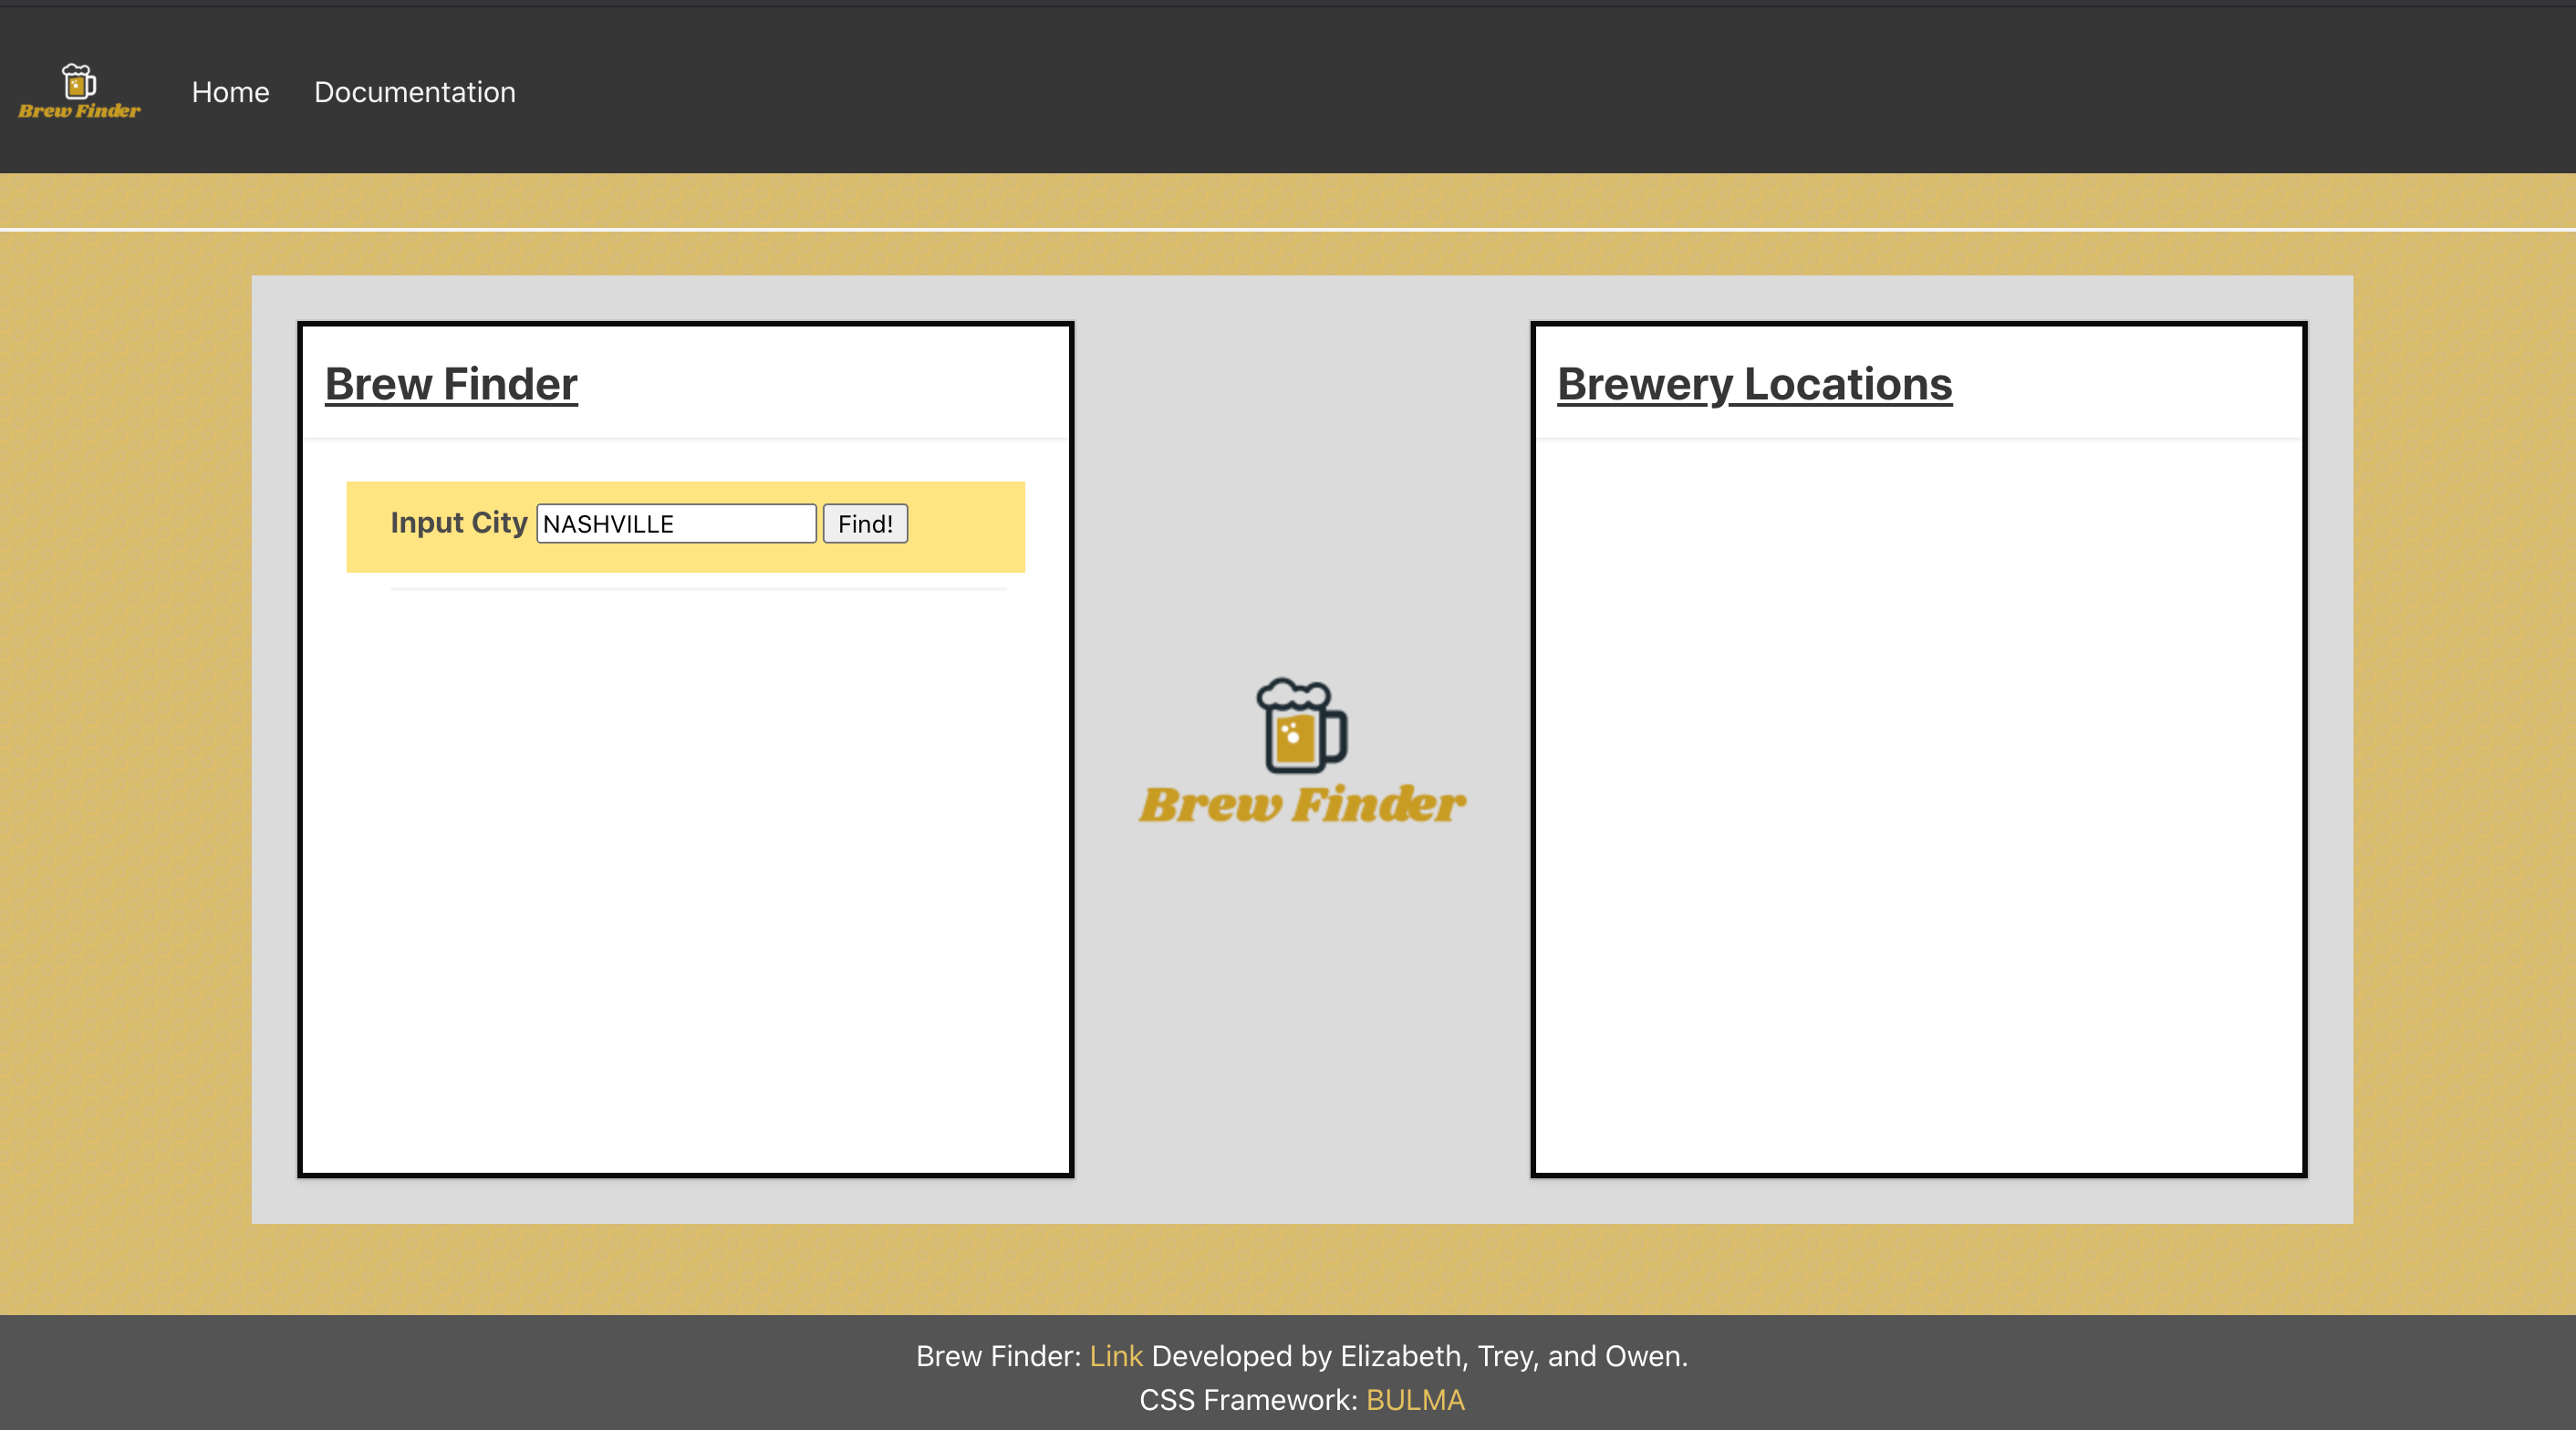 Brew Finder
Home Documentation
Brew Finder
Input City NASHVILLE Find!
Brew Finder
Brewery Locations
Brew Finder: Link Developed by Elizabeth, Trey, and Owen.
CSS Framework: BULMA